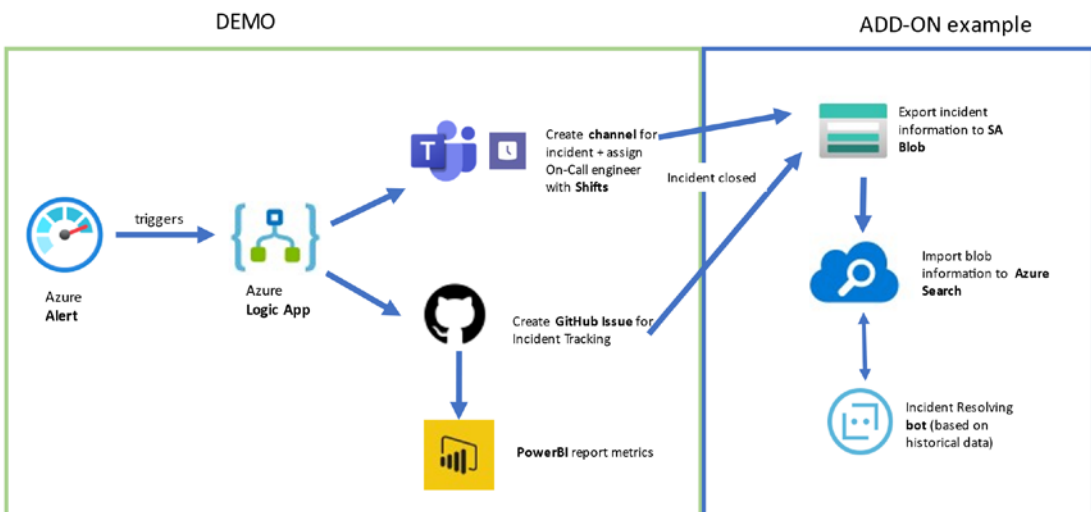 DEMO
ADD-ON example
Create channel for
incident + assign
On-Call engineer
with Shifts
T
Export incident
information to SA
Blob
Incident closed
triggers
Azure
Alert
Azure
Logic App
Import blob
information to Azure
Search
Create GitHub Issue for
Incident Tracking
Incident Resolving
bot (based on
historical data)
PowerBI report metrics